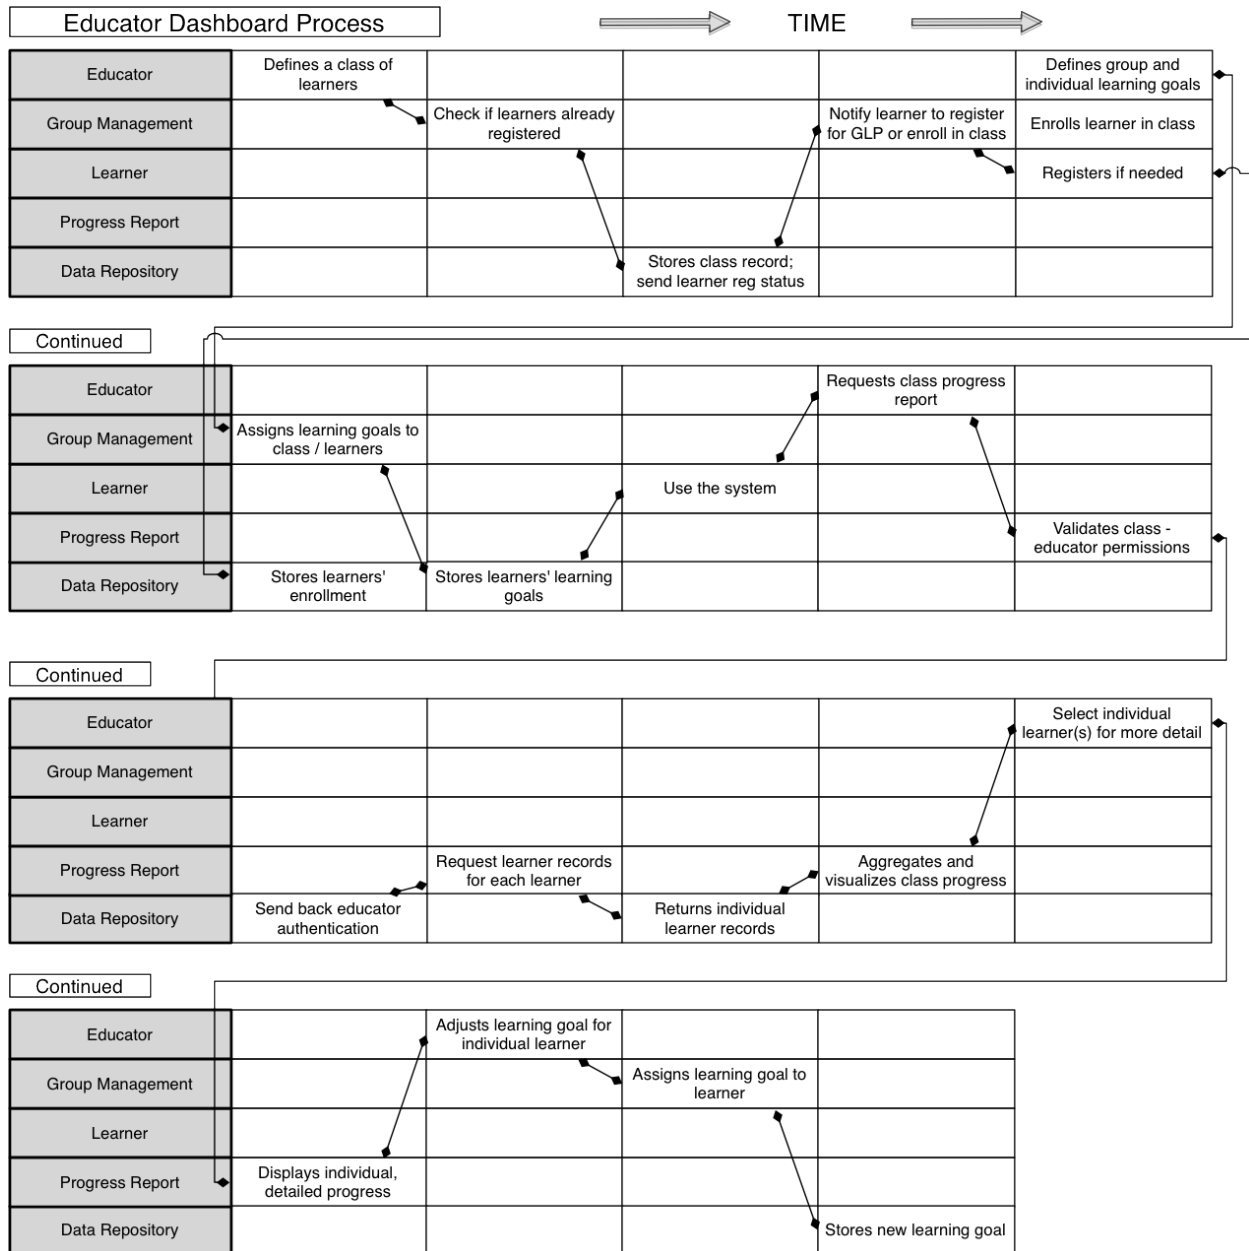 Educator Dashboard Process
TIME
Educator
Defines a class of
learners
Defines group and
individual learning goals
Group Management
Check if learners already
registered
Notify learner to register
for GLP or enroll in class
Enrolls learner in class
Learner
Registers if needed
Progress Report
Data Repository
Stores class record;
send learner reg status
Continued
Educator
Requests class progress
report
Group Management
Assigns learning goals to
class / learners
Learner
Use the system
Progress Report
Validates class -
educator permissions
Data Repository
Stores learners'
enrollment
Stores learners' learning
goals
Continued
Educator
Select individual
learner(s) for more detail
Group Management
Learner
Progress Report
Request learner records
for each learner
Aggregates and
visualizes class progress
Data Repository
Send back educator
authentication
Returns individual
learner records
Continued
Educator
Adjusts learning goal for
individual learner
Group Management
Assigns learning goal to
learner
Learner
Progress Report
Displays individual,
detailed progress
Data Repository
Stores new learning goal